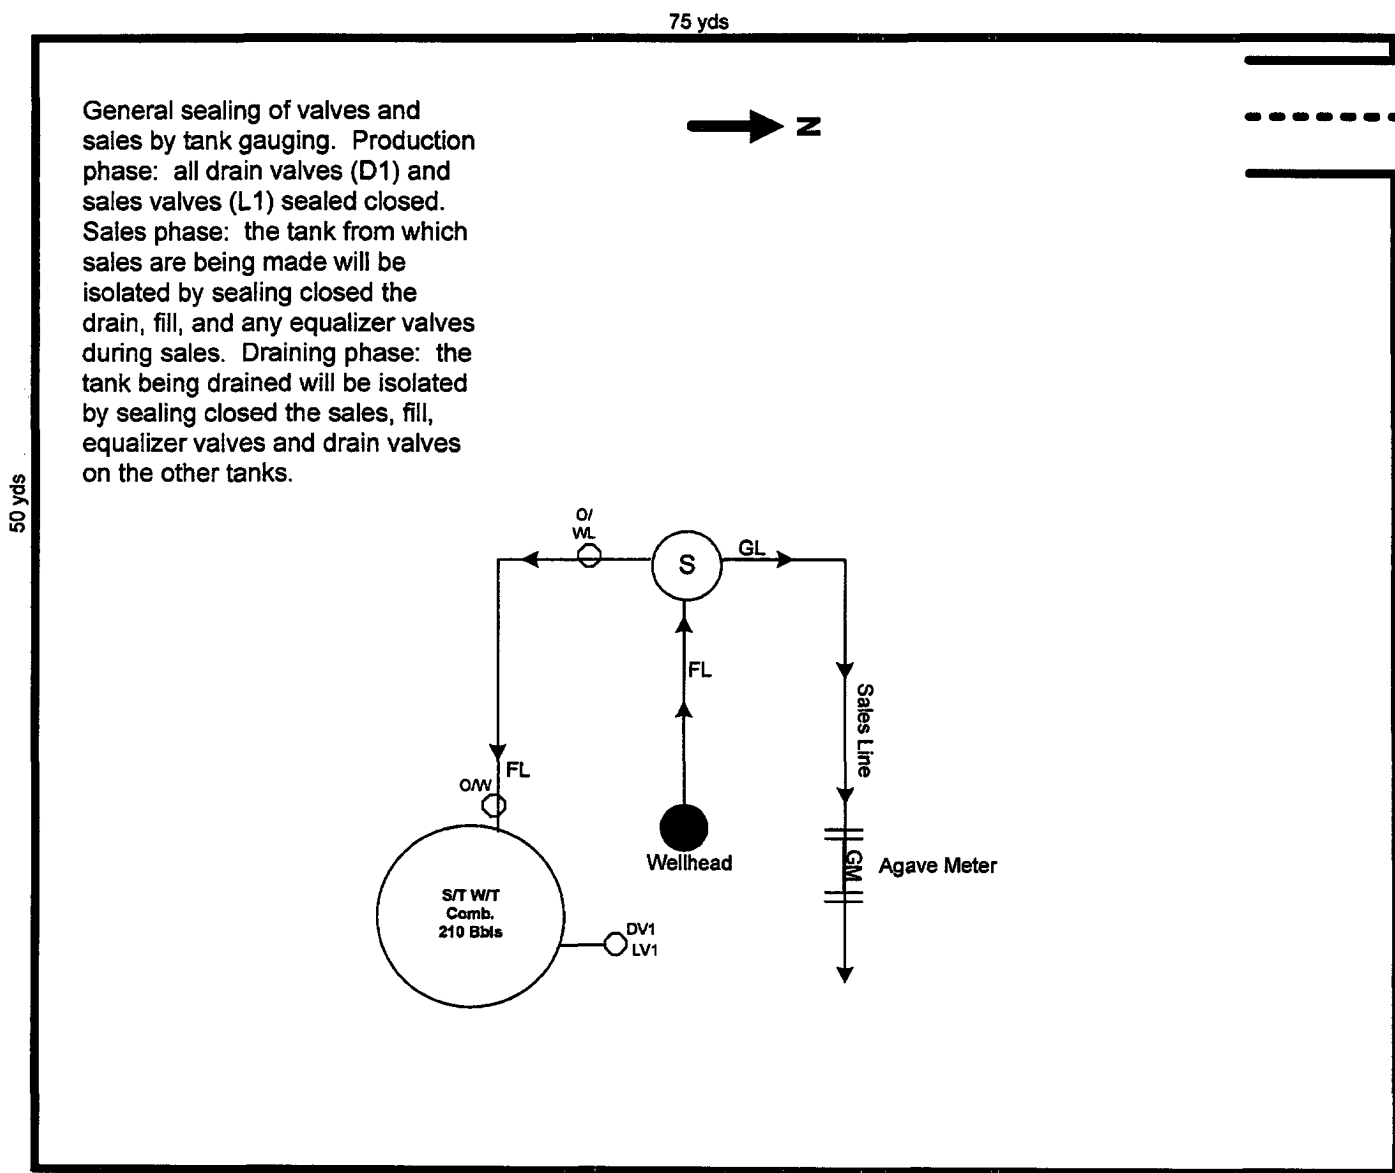 75 yds
General sealing of valves and
sales by tank gauging. Production
phase: all drain valves (D1) and
sales valves (L1) sealed closed.
Sales phase: the tank from which
sales are being made will be
isolated by sealing closed the
drain, fill, and any equalizer valves
during sales. Draining phase: the
tank being drained will be isolated
by sealing closed the sales, fill,
equalizer valves and drain valves
on the other tanks.
N
50 yds
O/
WL
S
GL
FL
Sales Line
FL
O/W
Wellhead
GM
Agave Meter
S/T W/T
Comb.
210 Bbls
DV1
LV1